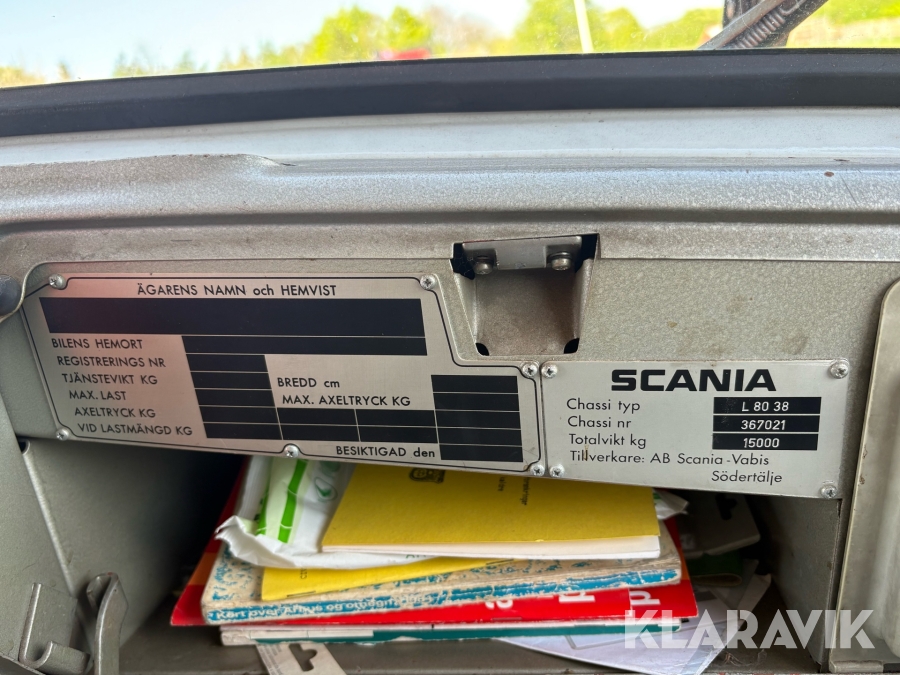 ÄGARENS NAMN och HEMVIST
BILENS HEMORT
REGISTRERINGS NR
TJÄNSTEVIKT KG
BREDD cm
MAX. LAST
MAX. AXELTRYCK KG
AXELTRYCK KG
VID LASTMÄNGD KG
BESIKTIGAD den
SCANIA
Chassi typ L 80 38
Chassi nr 367021
Totalvikt kg 15000
Tillverkare: AB Scania-Vabis
Södertälje
KLARAVIK